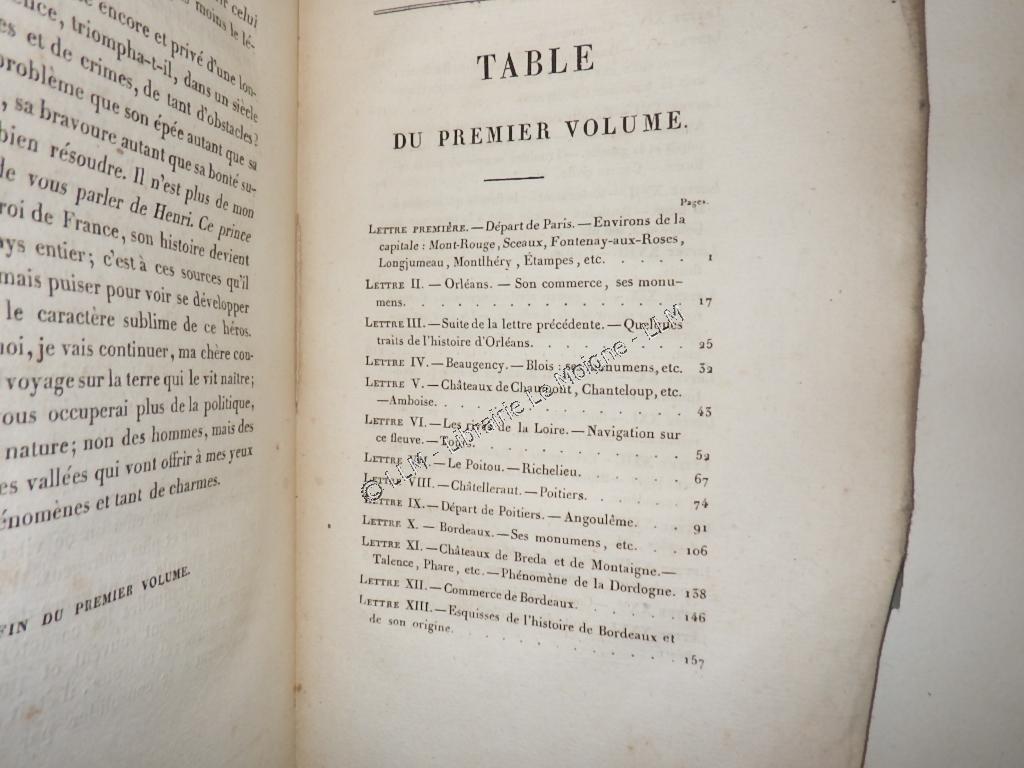 celui
moins le lé-
encore et privé d'une lon-
triompha-t-il, dans un siècle
es et de crimes, de tant d'obstacles?
problème que son épée autant que sa
, sa bravoure autant que sa bonté su-
bien résoudre. Il n'est plus de mon
de vous parler de Henri. Ce prince
roi de France, son histoire devient
entier; c'est à ces sources qu'il
mais puiser pour voir se développer
le caractère sublime de ce héros.
moi, je vais continuer, ma chère cou-
voyage sur la terre qui le vit naître;
vous occuperai plus de la politique,
nature; non des hommes, mais des
es vallées qui vont offrir à mes yeux
énomènes et tant de charmes.
FIN DU PREMIER VOLUME.
TABLE
DU PREMIER VOLUME.
Pages.
LETTRE PREMIÈRE. — Départ de Paris. — Environs de la
capitale : Mont-Rouge, Sceaux, Fontenay-aux-Roses,
Longjumeau, Montlhéry, Étampes, etc. . . . . . 1
LETTRE II. — Orléans. — Son commerce, ses monu-
mens. . . . . . . . . . . . . . . . 17
LETTRE III. — Suite de la lettre précédente. — Quelques
traits de l'histoire d'Orléans. . . . . . . . . 25
LETTRE IV. — Beaugency. — Blois : ses monumens, etc. 32
LETTRE V. — Châteaux de Chaumont, Chanteloup, etc.
— Amboise. . . . . . . . . . . . . . 43
LETTRE VI. — Les rives de la Loire. — Navigation sur
ce fleuve. — Tours. . . . . . . . . . . . 52
LETTRE — Le Poitou. — Richelieu. . . . . . . 67
LETTRE VIII. — Châtelleraut. — Poitiers. . . . . . . 74
LETTRE IX. — Départ de Poitiers. — Angoulême. . . 91
LETTRE X. — Bordeaux. — Ses monumens, etc. . . 106
LETTRE XI. — Châteaux de Breda et de Montaigne. —
Talence, Phare, etc. — Phénomène de la Dordogne. 138
LETTRE XII. — Commerce de Bordeaux. . . . . . . 146
LETTRE XIII. — Esquisses de l'histoire de Bordeaux et
de son origine. . . . . . . . . . . . . 157
© LLM - Librairie Le Moigne - LLM